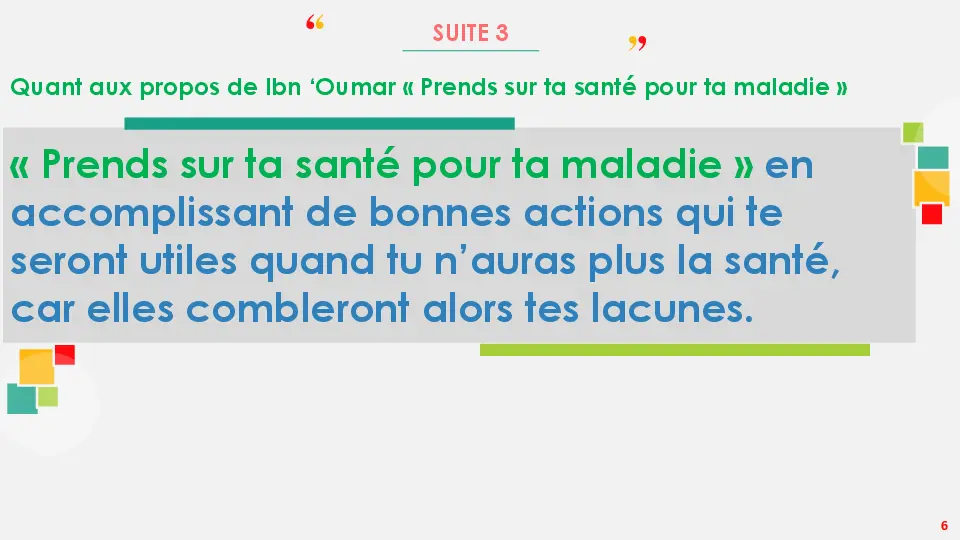 “
SUITE 3
”
Quant aux propos de Ibn ‘Oumar « Prends sur ta santé pour ta maladie »
« Prends sur ta santé pour ta maladie » en
accomplissant de bonnes actions qui te
seront utiles quand tu n’auras plus la santé,
car elles combleront alors tes lacunes.
6